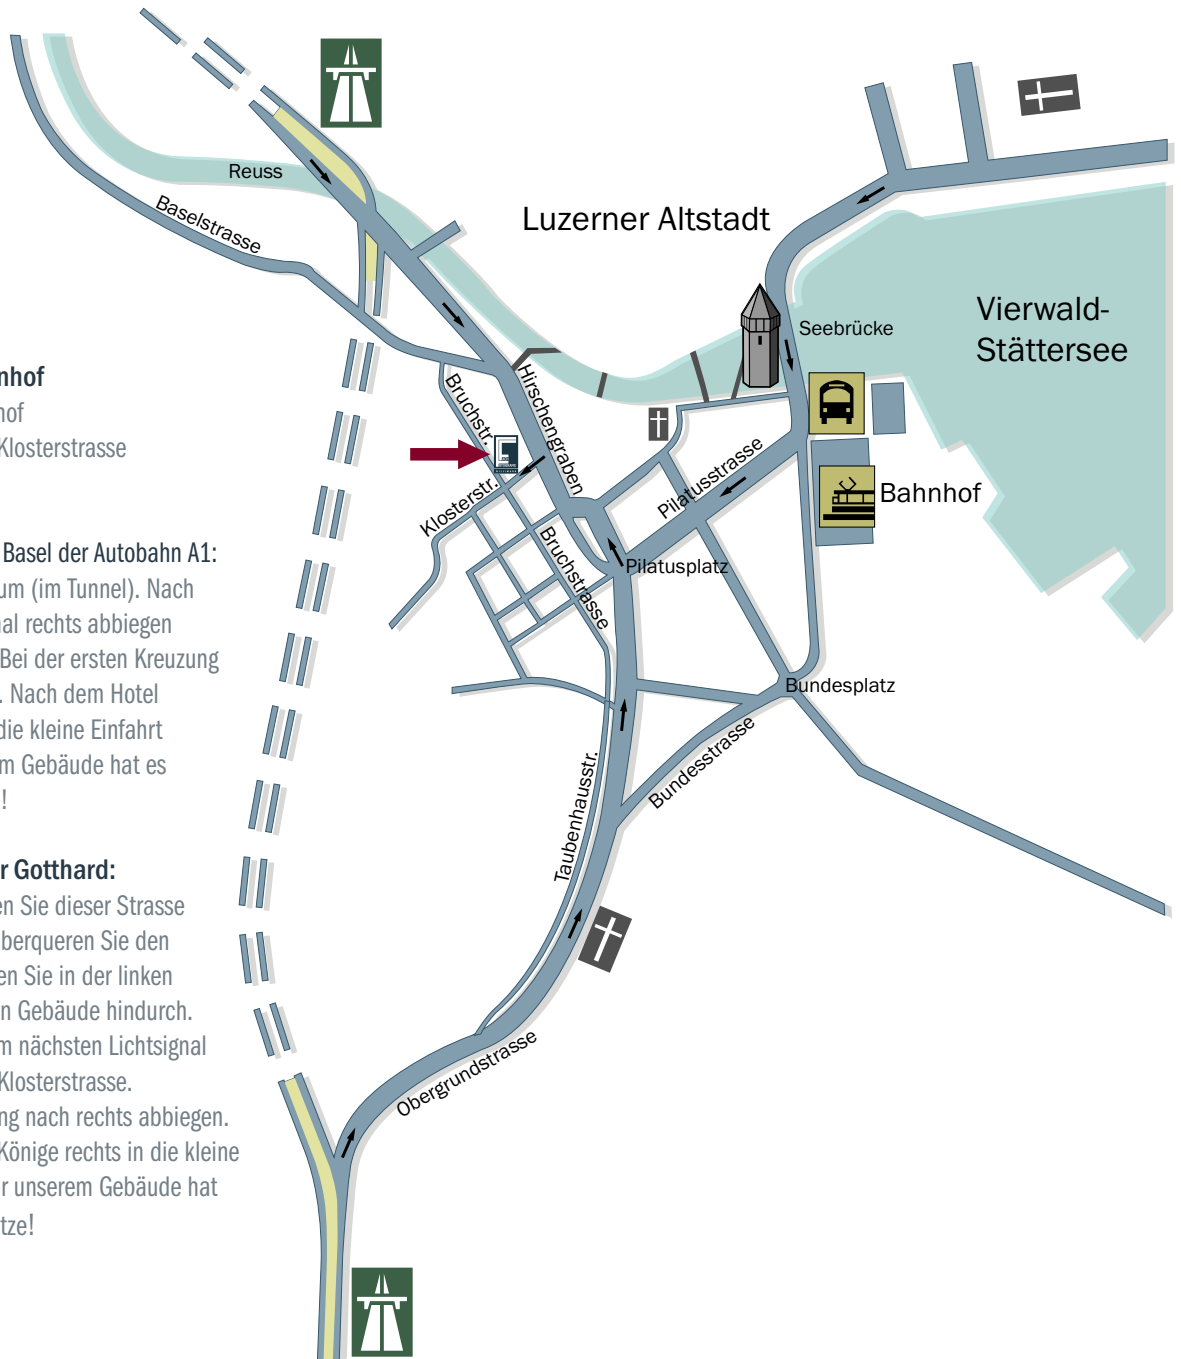 Reuss
Baselstrasse
Luzerner Altstadt
Vierwald-
Stättersee
Seebrücke
Hirschengraben
Bruchstr.
Klosterstr.
Pilatusstrasse
Bahnhof
Bruchstrasse
Pilatusplatz
Bundesplatz
Bundesstrasse
Taubenhausstr.
Obergrundstrasse
nhof
hof
Klosterstrasse
Basel der Autobahn A1:
um (im Tunnel). Nach
nal rechts abbiegen
Bei der ersten Kreuzung
. Nach dem Hotel
die kleine Einfahrt
m Gebäude hat es
!
r Gotthard:
en Sie dieser Strasse
berqueren Sie den
en Sie in der linken
n Gebäude hindurch.
m nächsten Lichtsignal
Klosterstrasse.
ng nach rechts abbiegen.
Könige rechts in die kleine
r unserem Gebäude hat
tze!